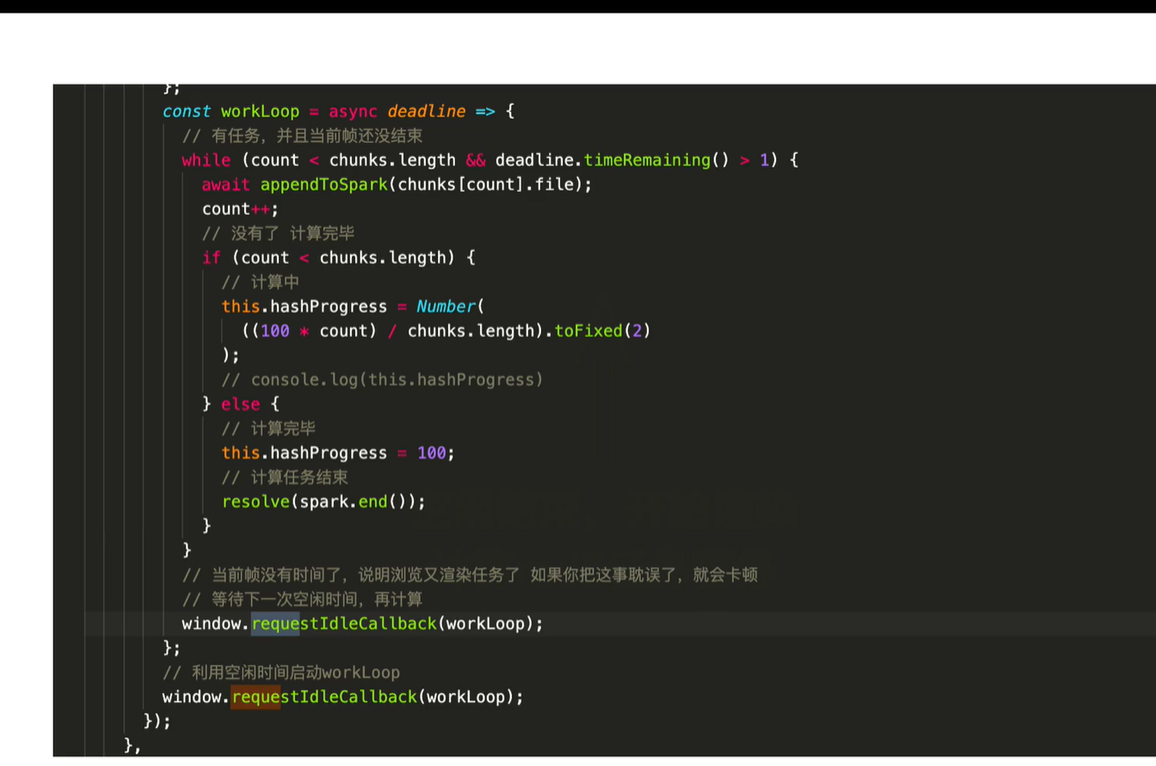 };
const workLoop = async deadline => {
// 有任务，并且当前帧还没结束
while (count < chunks.length && deadline.timeRemaining() > 1) {
await appendToSpark(chunks[count].file);
count++;
// 没有了 计算完毕
if (count < chunks.length) {
// 计算中
this.hashProgress = Number(
((100 * count) / chunks.length).toFixed(2)
);
// console.log(this.hashProgress)
} else {
// 计算完毕
this.hashProgress = 100;
// 计算任务结束
resolve(spark.end());
}
}
// 当前帧没有时间了，说明浏览又渲染任务了 如果你把这事耽误了，就会卡顿
// 等待下一次空闲时间，再计算
window.requestIdleCallback(workLoop);
};
// 利用空闲时间启动workLoop
window.requestIdleCallback(workLoop);
});
},